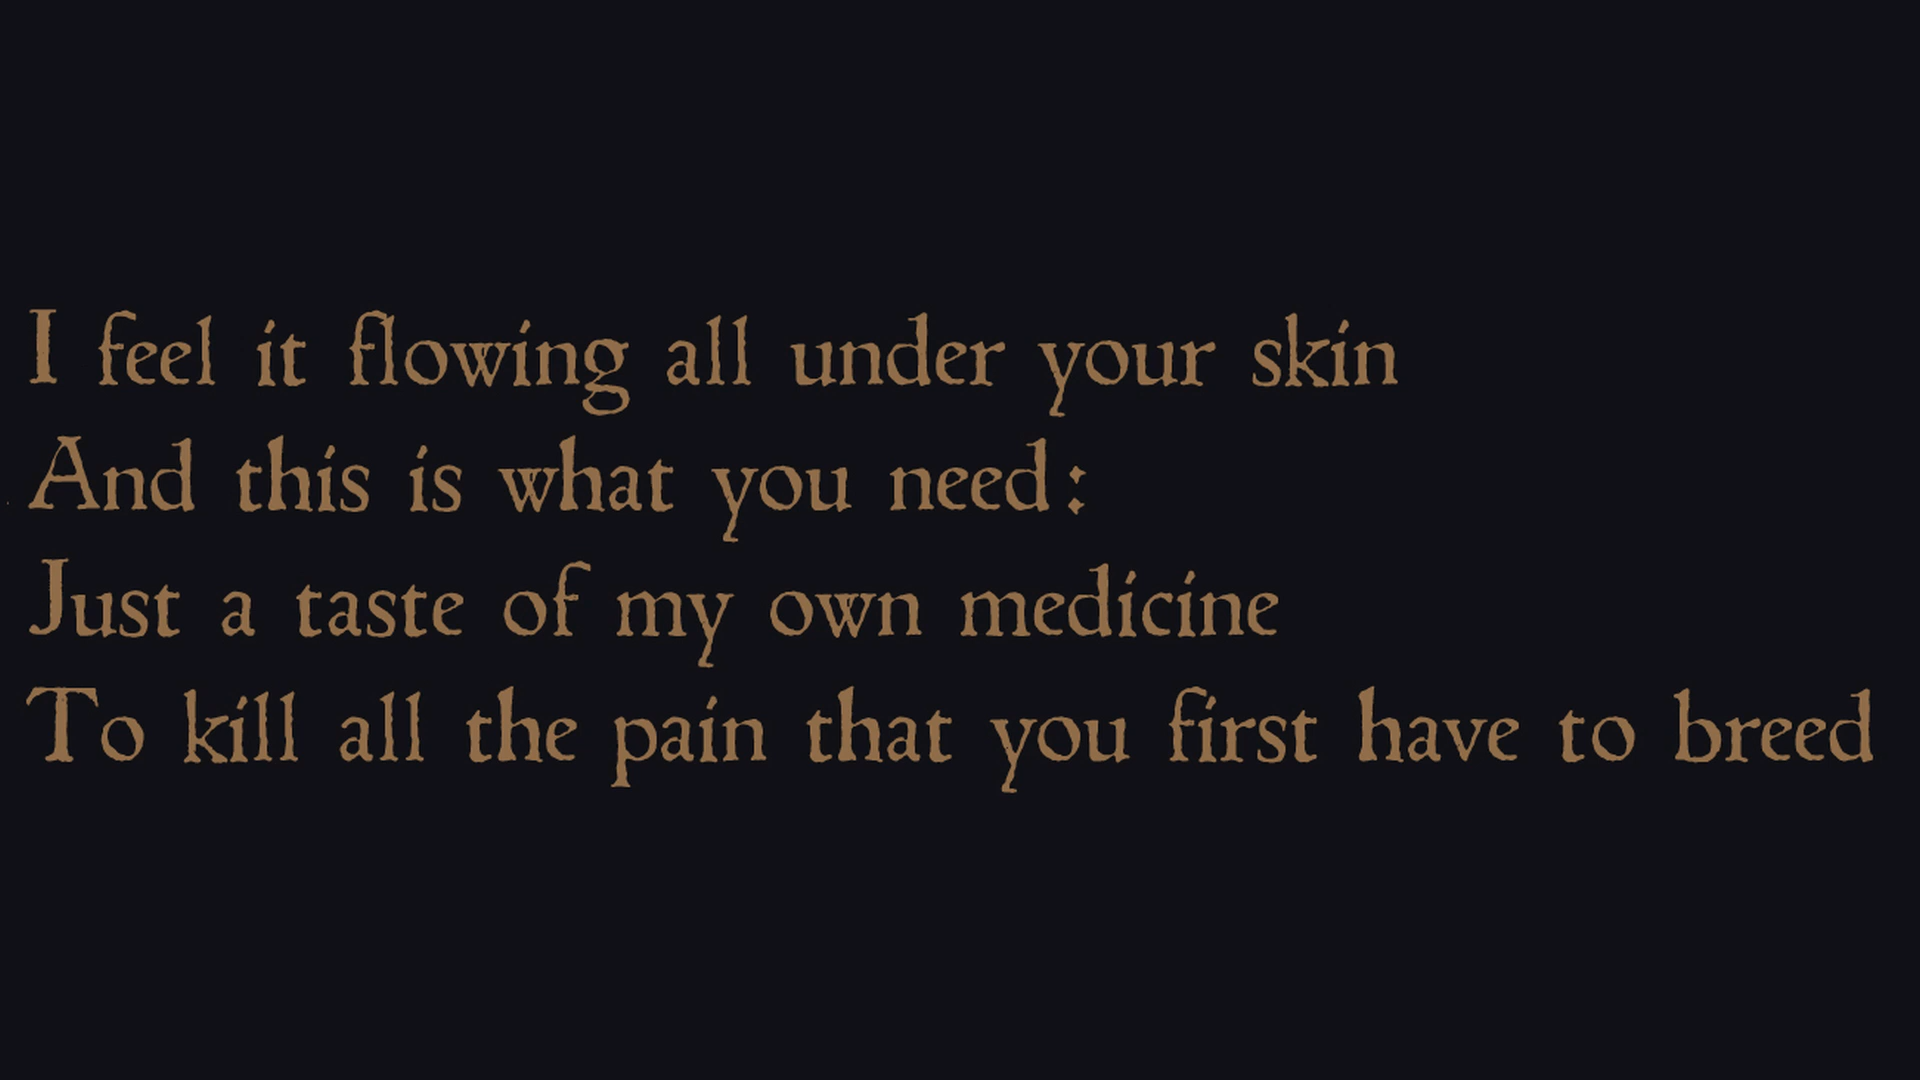 I feel it flowing all under your skin
And this is what you need:
Just a taste of my own medicine
To kill all the pain that you first have to breed